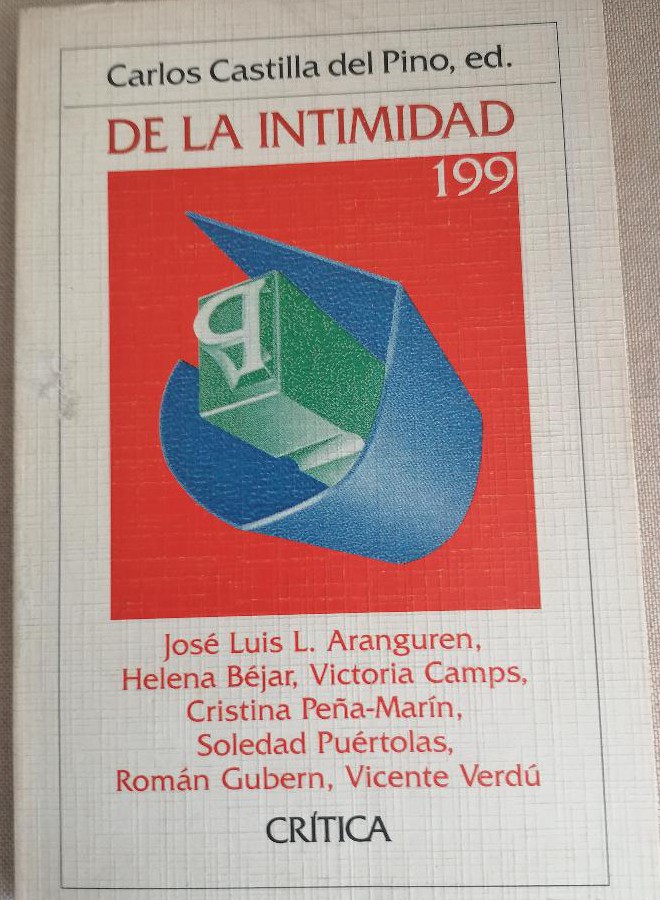 Carlos Castilla del Pino, ed.
DE LA INTIMIDAD
199
José Luis L. Aranguren,
Helena Béjar, Victoria Camps,
Cristina Peña-Marín,
Soledad Puértolas,
Román Gubern, Vicente Verdú
CRÍTICA